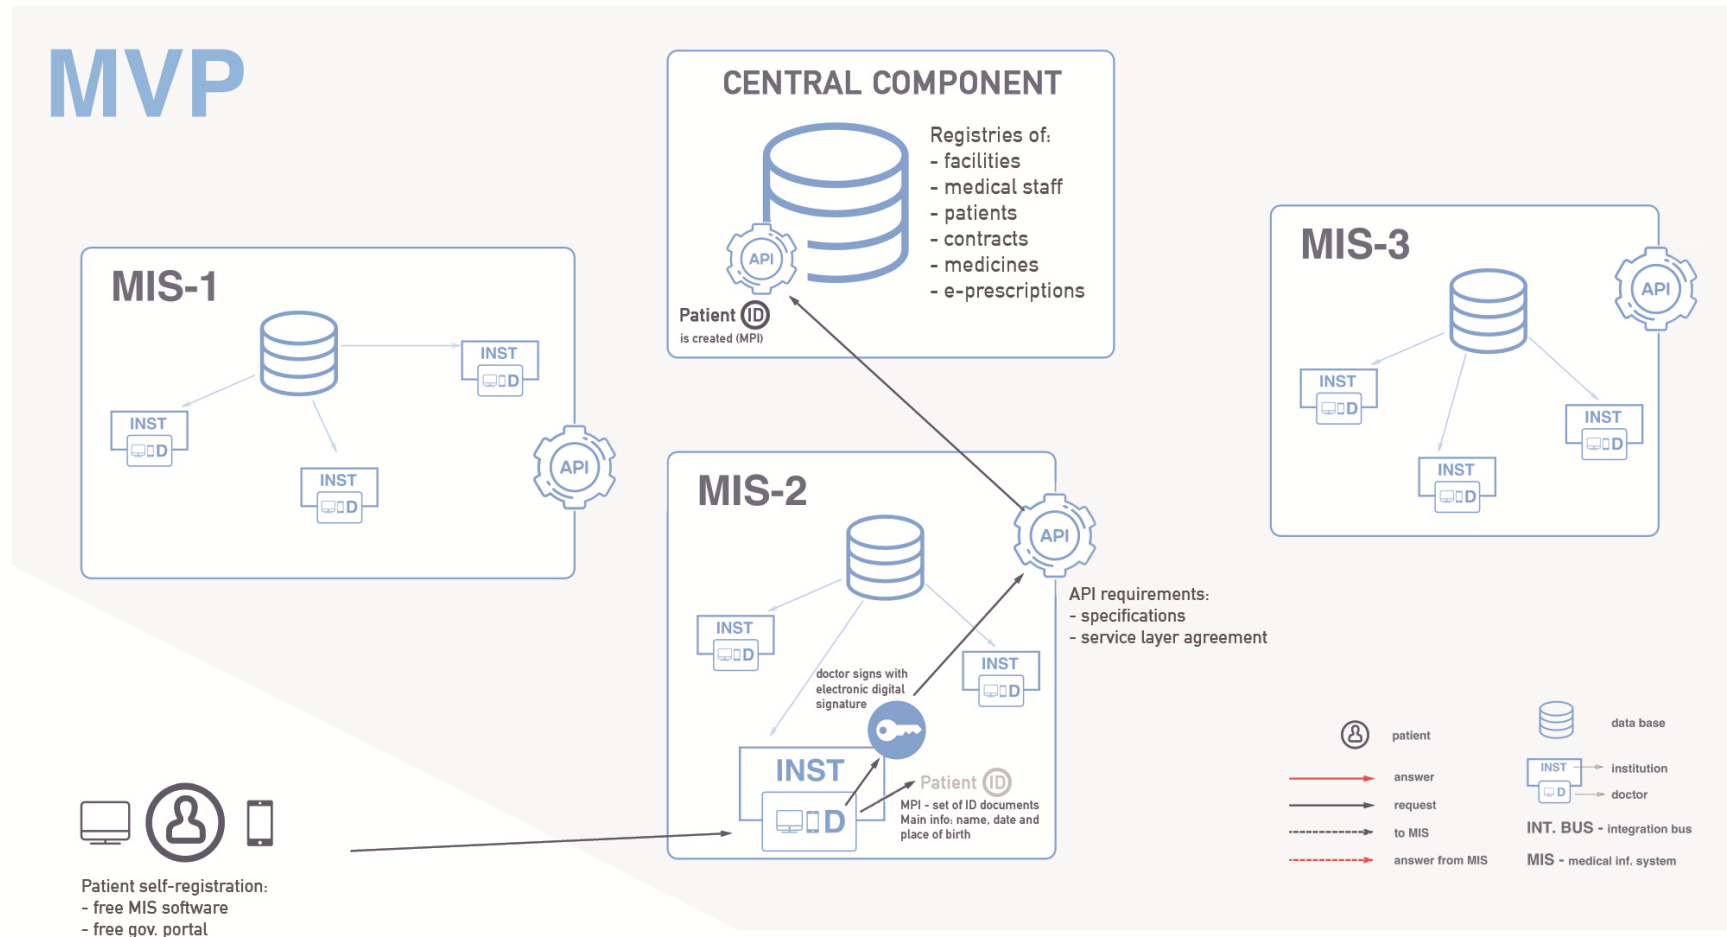 MVP
CENTRAL COMPONENT
Registries of:
- facilities
- medical staff
- patients
- contracts
- medicines
- e-prescriptions
API
Patient ID
is created (MPI)
MIS-1
INST
D
INST
D
INST
D
API
MIS-3
API
INST
D
INST
D
INST
D
MIS-2
API
API requirements:
- specifications
- service layer agreement
INST
D
INST
D
doctor signs with
electronic digital
signature
INST
D
Patient ID
MPI - set of ID documents
Main info: name, date and
place of birth
Patient self-registration:
- free MIS software
- free gov. portal
patient
answer
request
to MIS
answer from MIS
data base
INST
institution
D
doctor
INT. BUS - integration bus
MIS - medical inf. system